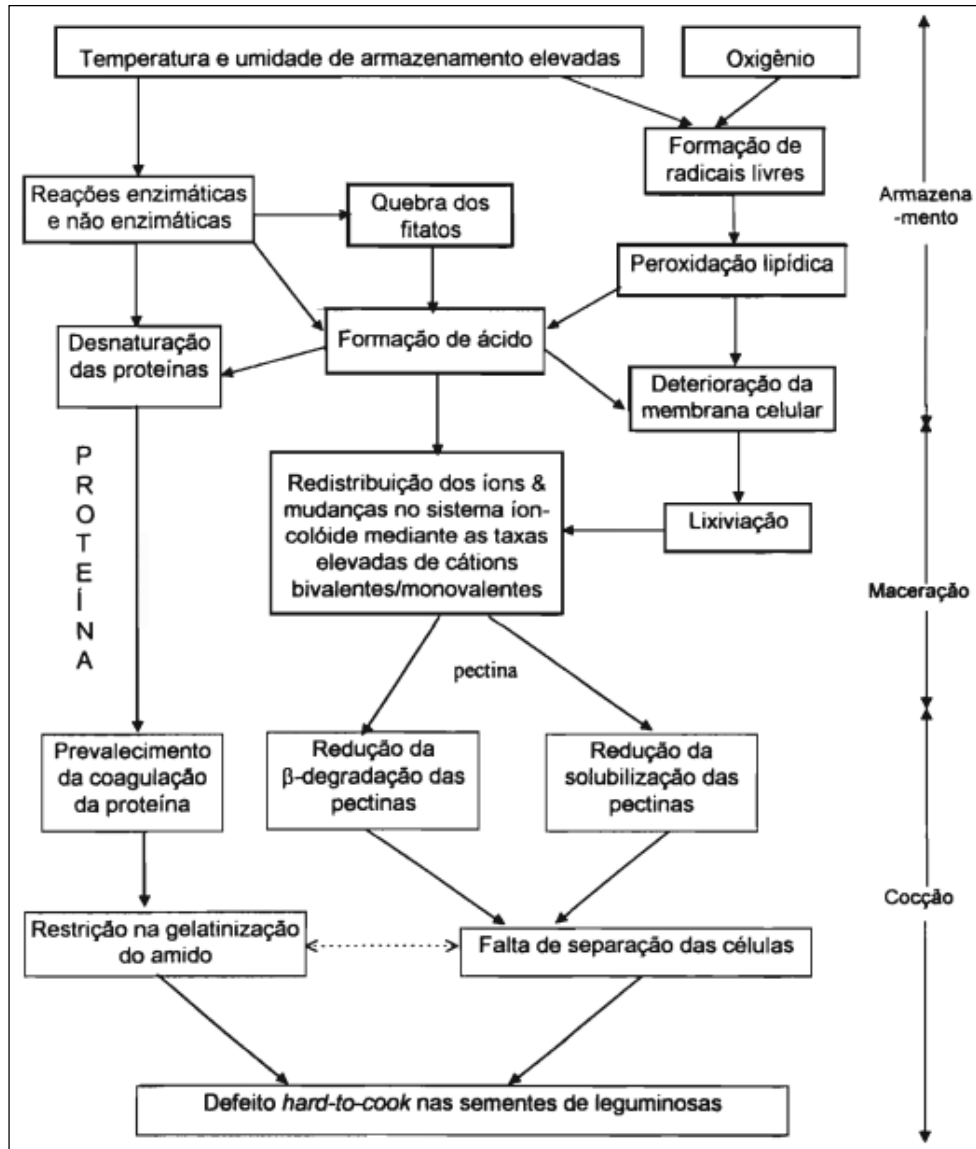 Temperatura e umidade de armazenamento elevadas
Oxigênio
Formação de
radicais livres
Reações enzimáticas
e não enzimáticas
Quebra dos
fitatos
Armazena
-mento
Peroxidação lipídica
Desnaturação
das proteínas
Formação de ácido
Deterioração da
membrana celular
PROTEÍNA
Redistribuição dos íons &
mudanças no sistema íon-
colóide mediante as taxas
elevadas de cátions
bivalentes/monovalentes
Lixiviação
Maceração
pectina
Prevalecimento
da coagulação
da proteína
Redução da
β-degradação das
pectinas
Redução da
solubilização das
pectinas
Cocção
Restrição na gelatinização
do amido
Falta de separação das células
Defeito hard-to-cook nas sementes de leguminosas